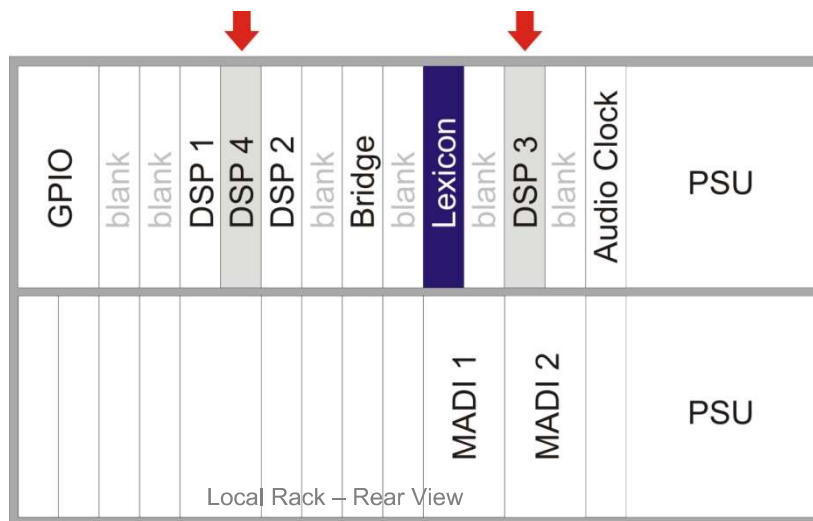 GPIO
blank
blank
DSP 1
DSP 4
DSP 2
blank
Bridge
blank
Lexicon
blank
DSP 3
blank
Audio Clock
PSU
MADI 1
MADI 2
PSU
Local Rack – Rear View